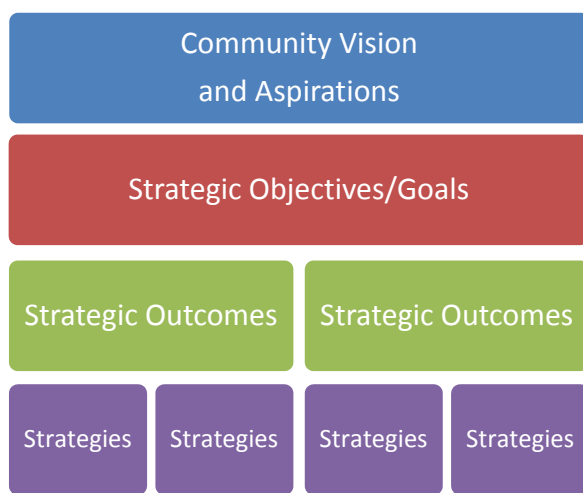 Community Vision
and Aspirations
Strategic Objectives/Goals
Strategic Outcomes
Strategic Outcomes
Strategies
Strategies
Strategies
Strategies